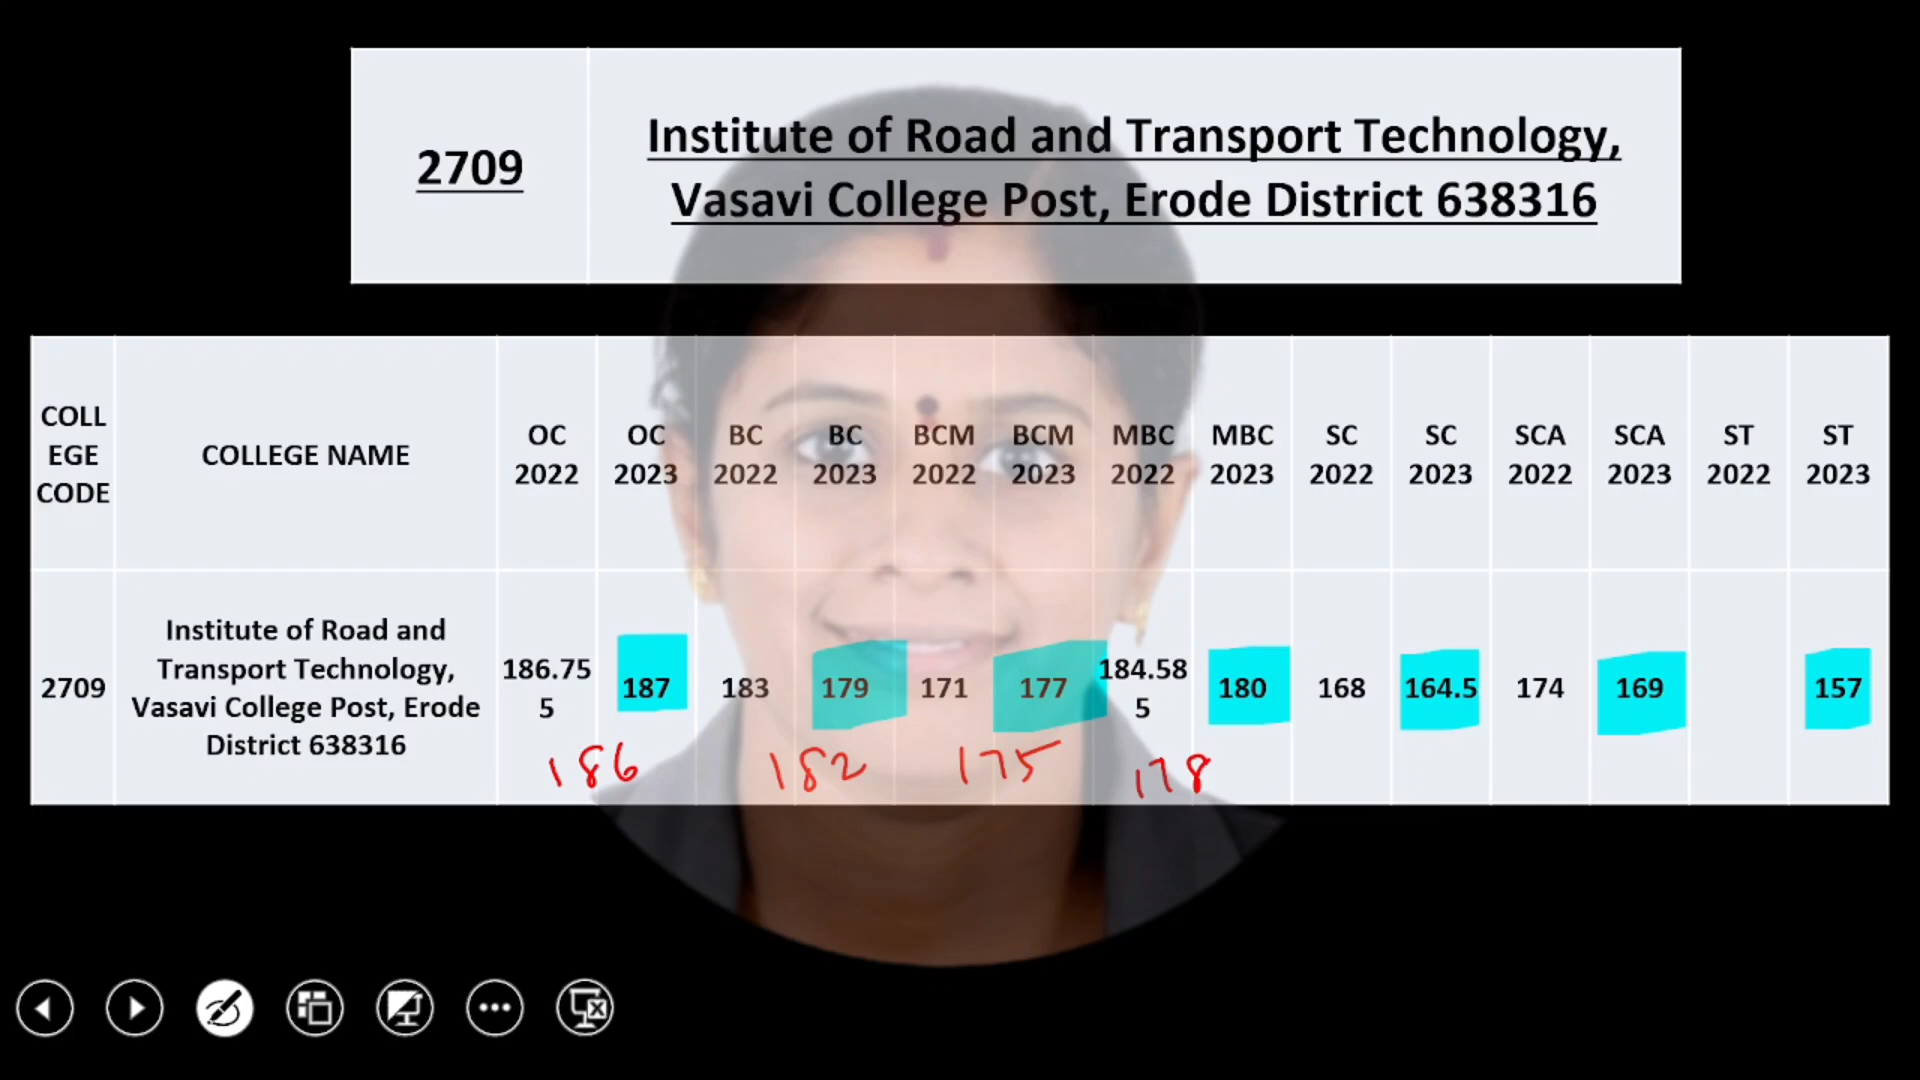 2709
Institute of Road and Transport Technology,
Vasavi College Post, Erode District 638316
COLL
EGE
CODE
COLLEGE NAME
OC
2022
OC
2023
BC
2022
BC
2023
BCM
2022
BCM
2023
MBC
2022
MBC
2023
SC
2022
SC
2023
SCA
2022
SCA
2023
ST
2022
ST
2023
2709
Institute of Road and
Transport Technology,
Vasavi College Post, Erode
District 638316
186.75
5
187
183
179
171
177
184.58
5
180
168
164.5
174
169
157
186
182
175
178